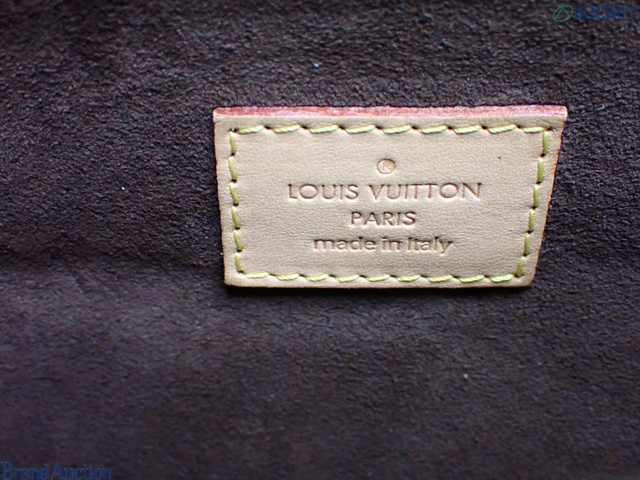 LOUIS VUITTON
PARIS
made in Italy
Brand Auction